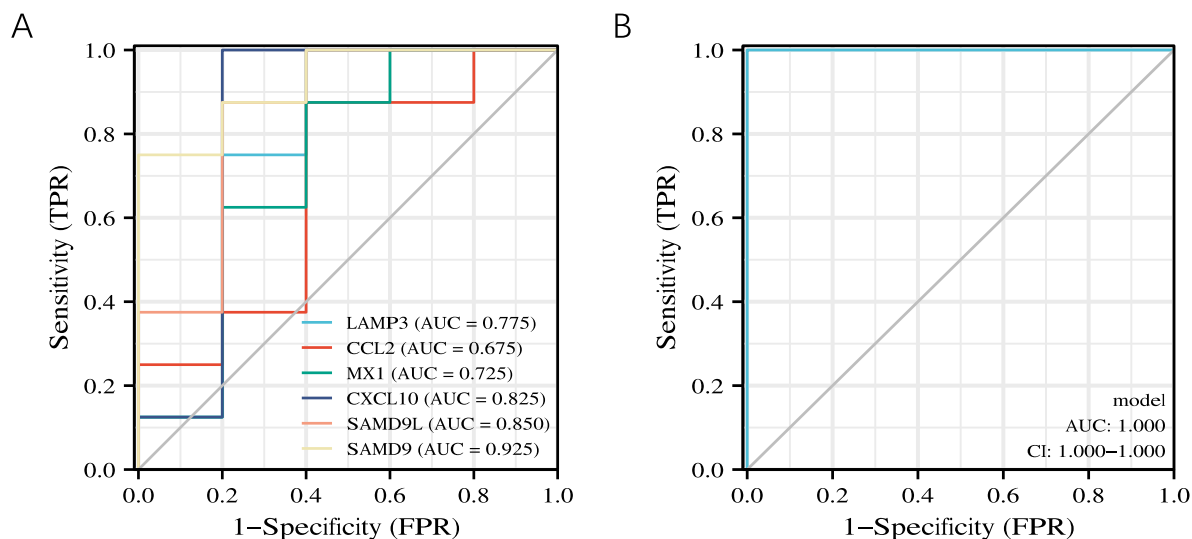 A
1.0
0.8
0.6
0.4
0.2
0.0
Sensitivity (TPR)
LAMP3 (AUC = 0.775)
CCL2 (AUC = 0.675)
MX1 (AUC = 0.725)
CXCL10 (AUC = 0.825)
SAMD9L (AUC = 0.850)
SAMD9 (AUC = 0.925)
0.0 0.2 0.4 0.6 0.8 1.0
1−Specificity (FPR)
B
1.0
0.8
0.6
0.4
0.2
0.0
Sensitivity (TPR)
model
AUC: 1.000
CI: 1.000−1.000
0.0 0.2 0.4 0.6 0.8 1.0
1−Specificity (FPR)